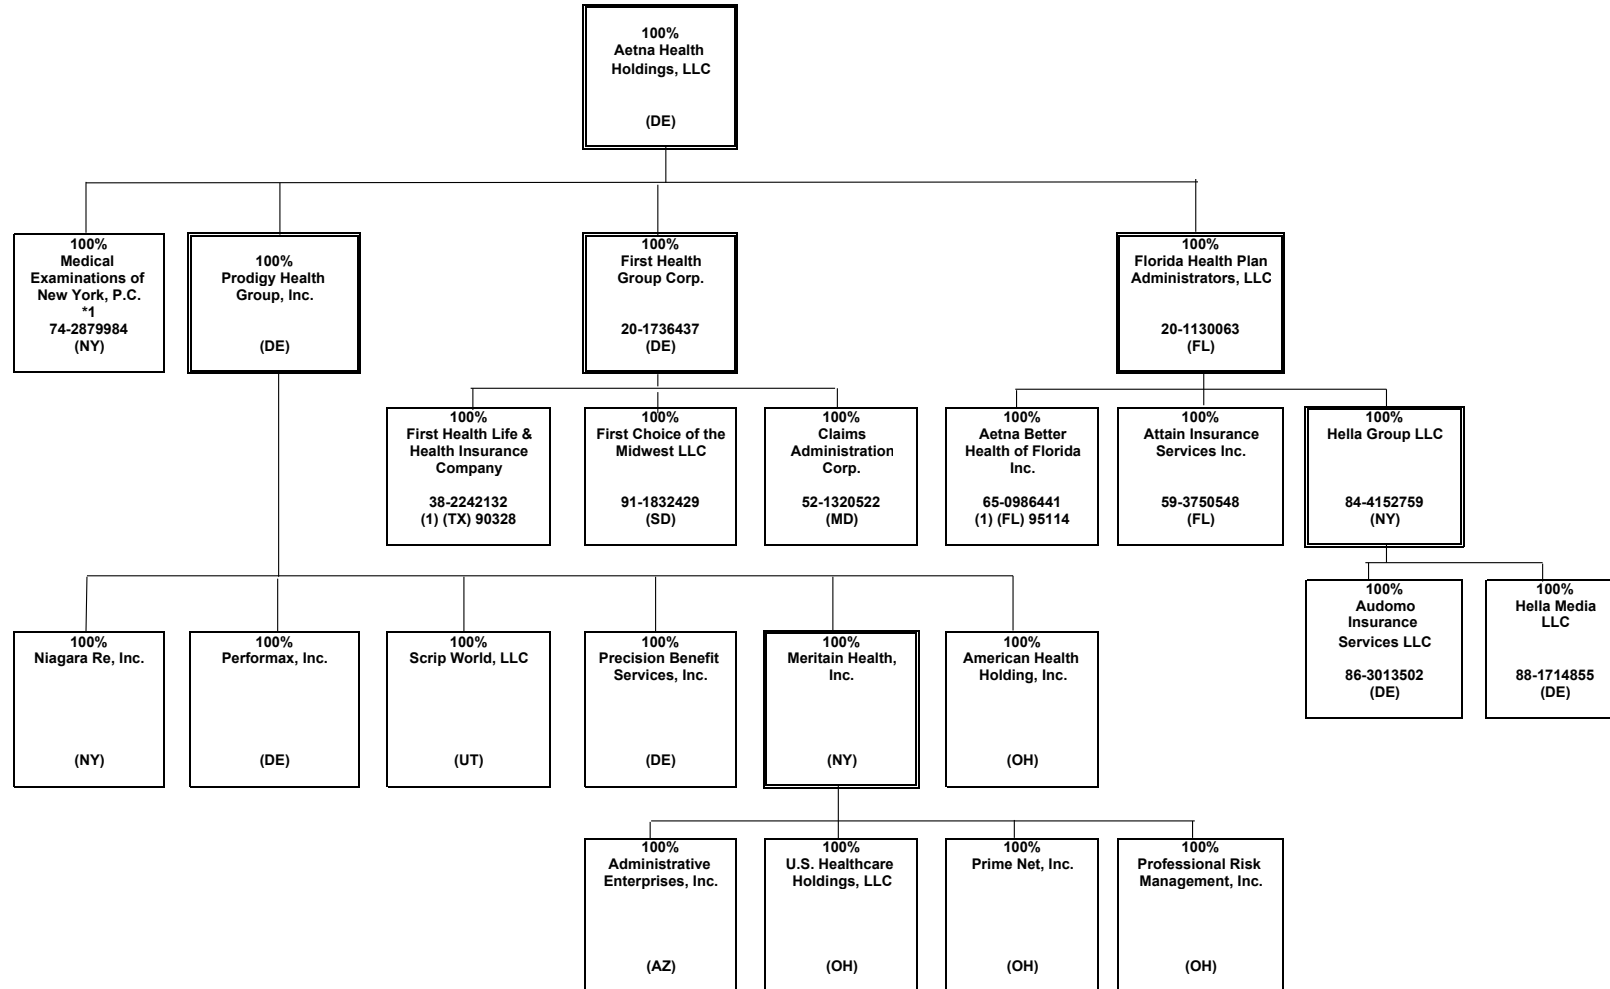 100%
Aetna Health
Holdings, LLC
(DE)
100%
Medical
Examinations of
New York, P.C.
*1
74-2879984
(NY)
100%
Prodigy Health
Group, Inc.
(DE)
100%
First Health
Group Corp.
20-1736437
(DE)
100%
Florida Health Plan
Administrators, LLC
20-1130063
(FL)
100%
First Health Life &
Health Insurance
Company
38-2242132
(1) (TX) 90328
100%
First Choice of the
Midwest LLC
91-1832429
(SD)
100%
Claims
Administration
Corp.
52-1320522
(MD)
100%
Aetna Better
Health of Florida
Inc.
65-0986441
(1) (FL) 95114
100%
Attain Insurance
Services Inc.
59-3750548
(FL)
100%
Hella Group LLC
84-4152759
(NY)
100%
Audomo
Insurance
Services LLC
86-3013502
(DE)
100%
Hella Media
LLC
88-1714855
(DE)
100%
Niagara Re, Inc.
(NY)
100%
Performax, Inc.
(DE)
100%
Scrip World, LLC
(UT)
100%
Precision Benefit
Services, Inc.
(DE)
100%
Meritain Health,
Inc.
(NY)
100%
American Health
Holding, Inc.
(OH)
100%
Administrative
Enterprises, Inc.
(AZ)
100%
U.S. Healthcare
Holdings, LLC
(OH)
100%
Prime Net, Inc.
(OH)
100%
Professional Risk
Management, Inc.
(OH)